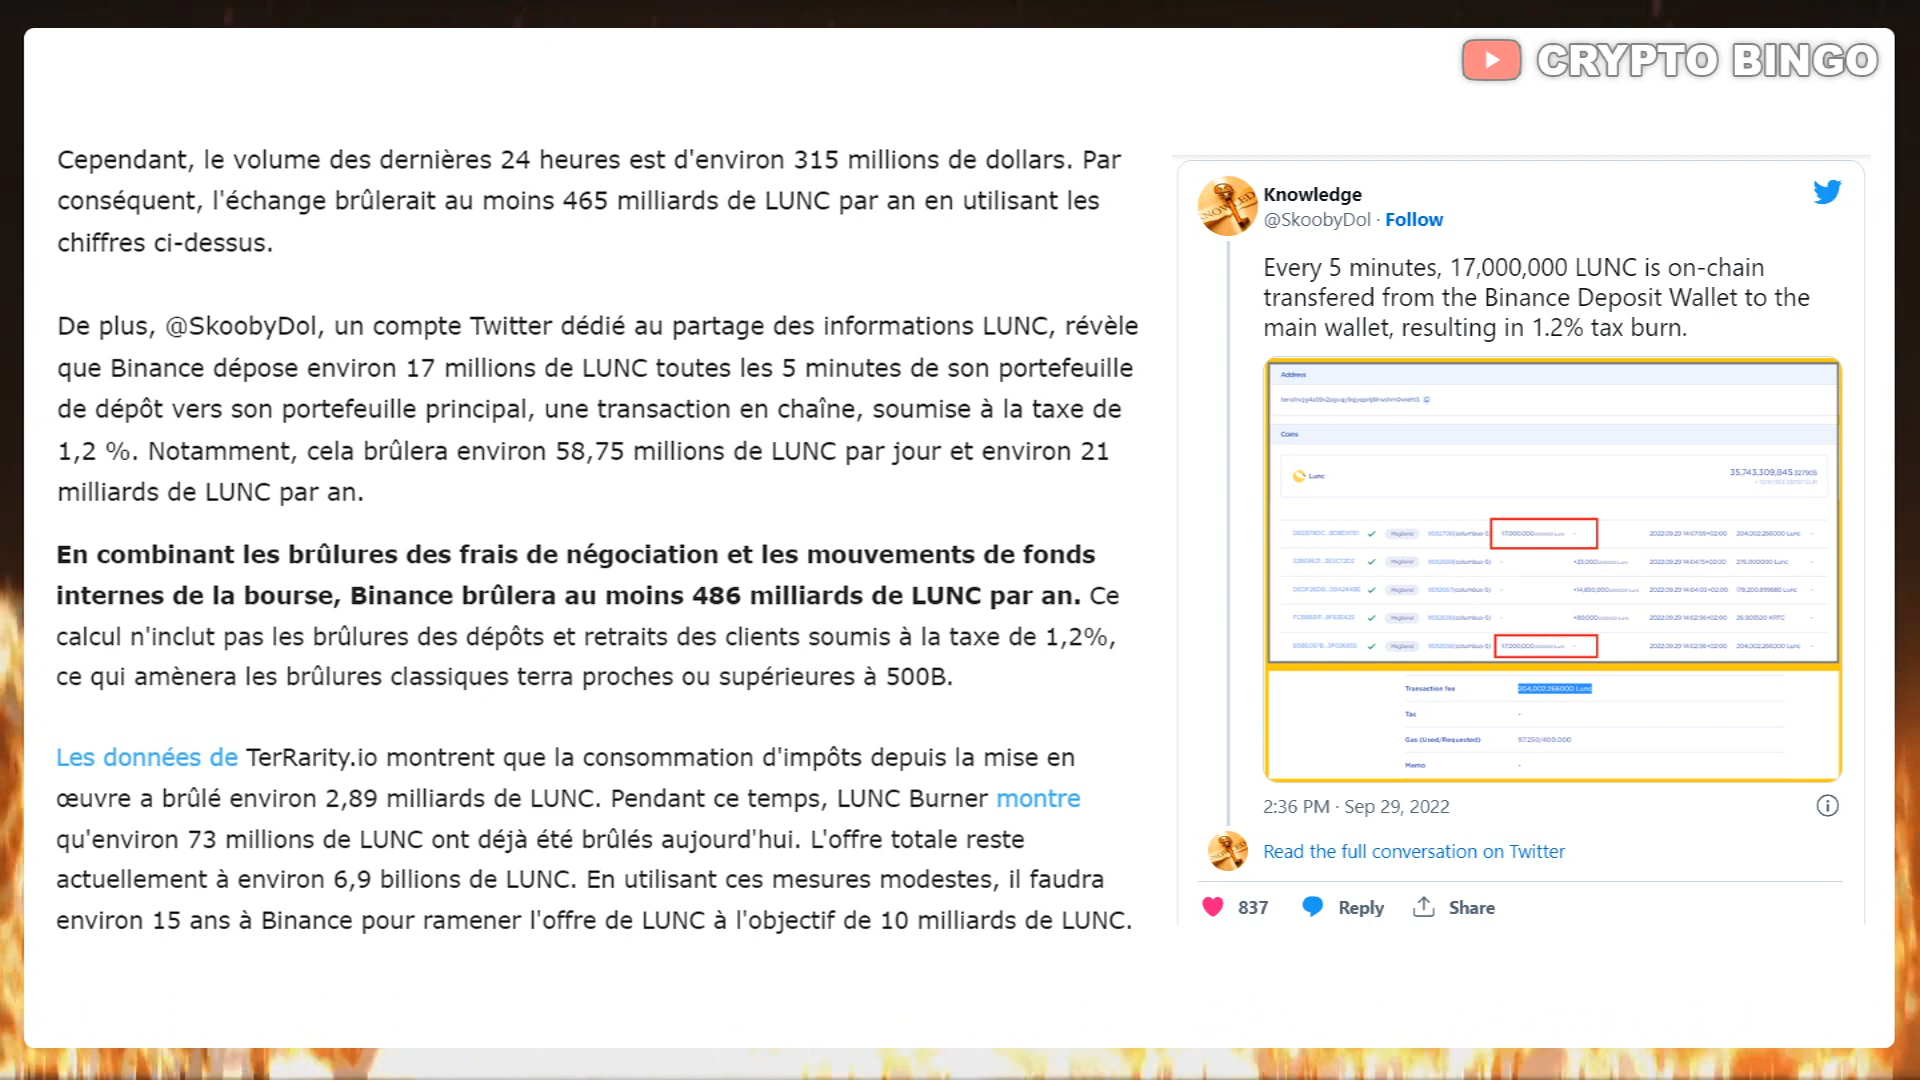 CRYPTO BINGO
Cependant, le volume des dernières 24 heures est d'environ 315 millions de dollars. Par
conséquent, l'échange brûlerait au moins 465 milliards de LUNC par an en utilisant les
chiffres ci-dessus.
De plus, @SkoobyDol, un compte Twitter dédié au partage des informations LUNC, révèle
que Binance dépose environ 17 millions de LUNC toutes les 5 minutes de son portefeuille
de dépôt vers son portefeuille principal, une transaction en chaîne, soumise à la taxe de
1,2 %. Notamment, cela brûlera environ 58,75 millions de LUNC par jour et environ 21
milliards de LUNC par an.
En combinant les brûlures des frais de négociation et les mouvements de fonds
internes de la bourse, Binance brûlera au moins 486 milliards de LUNC par an. Ce
calcul n'inclut pas les brûlures des dépôts et retraits des clients soumis à la taxe de 1,2%,
ce qui amènera les brûlures classiques terra proches ou supérieures à 500B.
Les données de TerRarity.io montrent que la consommation d'impôts depuis la mise en
œuvre a brûlé environ 2,89 milliards de LUNC. Pendant ce temps, LUNC Burner montre
qu'environ 73 millions de LUNC ont déjà été brûlés aujourd'hui. L'offre totale reste
actuellement à environ 6,9 billions de LUNC. En utilisant ces mesures modestes, il faudra
environ 15 ans à Binance pour ramener l'offre de LUNC à l'objectif de 10 milliards de LUNC.
Knowledge
@SkoobyDol · Follow
Every 5 minutes, 17,000,000 LUNC is on-chain
transfered from the Binance Deposit Wallet to the
main wallet, resulting in 1.2% tax burn.
Address
Coins
Lunc
35,743,309,845.327905
Transaction fee 204,002.266000 Lunc
Tax -
Gas (Used/Requested) 97.250/400.000
Memo -
2:36 PM · Sep 29, 2022
Read the full conversation on Twitter
837 Reply Share